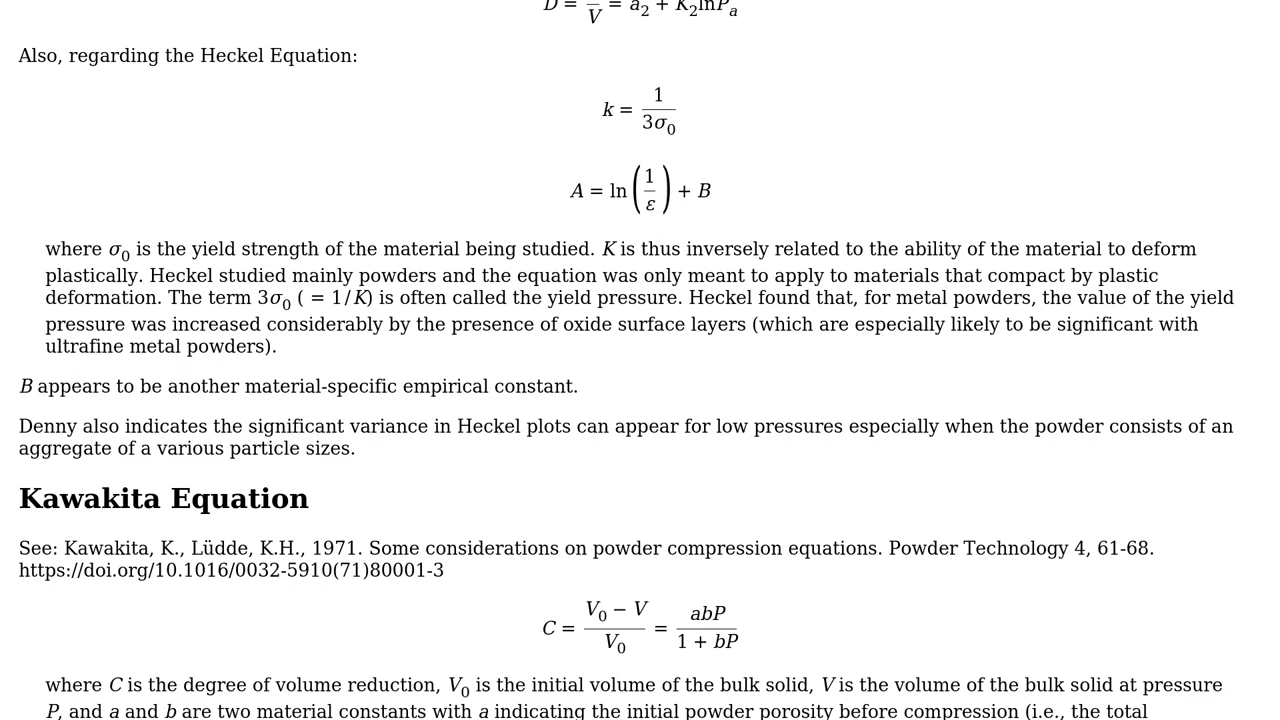 D = — V = a₂ + K₂lnPₐ
Also, regarding the Heckel Equation:
k = 1 / 3σ₀
A = ln(1 / ε) + B
where σ₀ is the yield strength of the material being studied. K is thus inversely related to the ability of the material to deform
plastically. Heckel studied mainly powders and the equation was only meant to apply to materials that compact by plastic
deformation. The term 3σ₀ ( = 1/K) is often called the yield pressure. Heckel found that, for metal powders, the value of the yield
pressure was increased considerably by the presence of oxide surface layers (which are especially likely to be significant with
ultrafine metal powders).
B appears to be another material-specific empirical constant.
Denny also indicates the significant variance in Heckel plots can appear for low pressures especially when the powder consists of an
aggregate of a various particle sizes.
Kawakita Equation
See: Kawakita, K., Lüdde, K.H., 1971. Some considerations on powder compression equations. Powder Technology 4, 61-68.
https://doi.org/10.1016/0032-5910(71)80001-3
C = V₀ − V / V₀ = abP / 1 + bP
where C is the degree of volume reduction, V₀ is the initial volume of the bulk solid, V is the volume of the bulk solid at pressure
P, and a and b are two material constants with a indicating the initial powder porosity before compression (i.e., the total